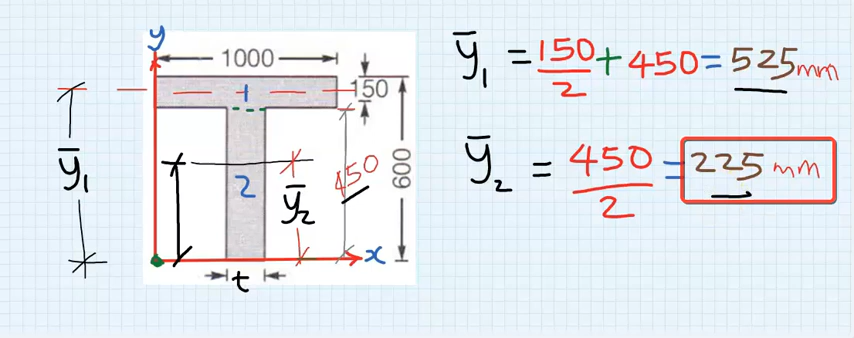 y
1000
1
150
ȳ₁
2
ȳ₂
450
600
x
t
ȳ₁ = 150/2 + 450 = 525 mm
ȳ₂ = 450/2 = 225 mm